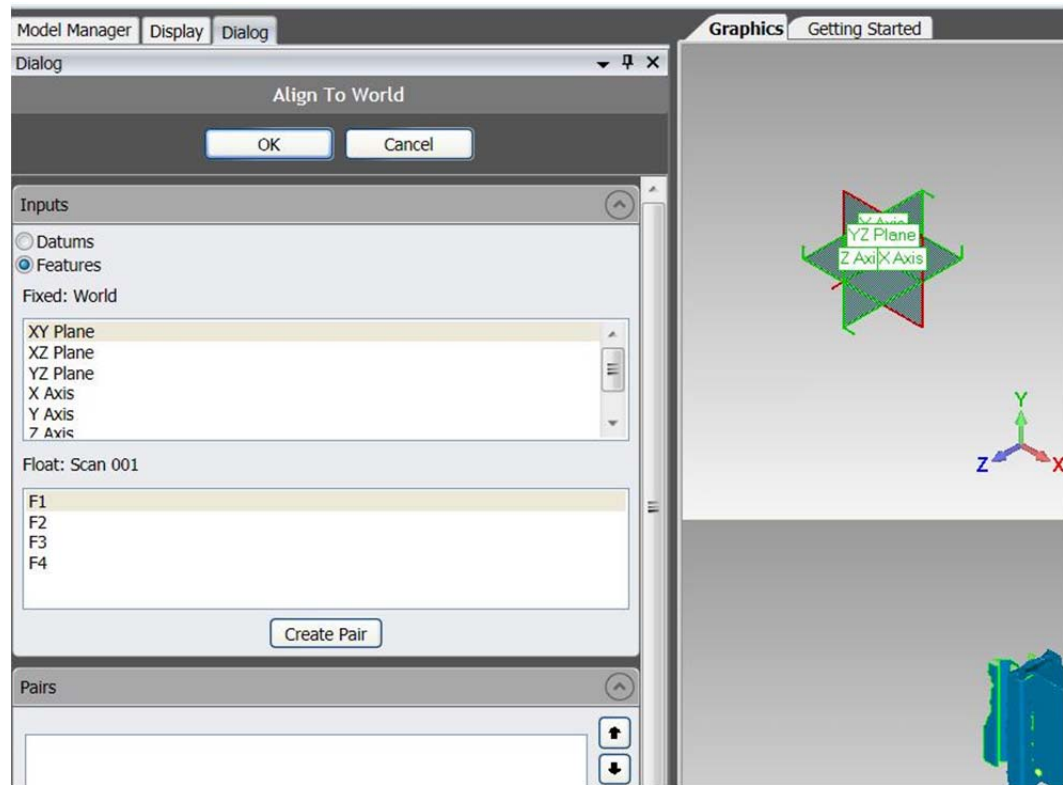 Model Manager Display Dialog
Dialog
Align To World
OK Cancel
Inputs
Datums
Features
Fixed: World
XY Plane
XZ Plane
YZ Plane
X Axis
Y Axis
Z Axis
Float: Scan 001
F1
F2
F3
F4
Create Pair
Pairs
Graphics Getting Started
YZ Plane
Z Axi X Axis
Y
Z X